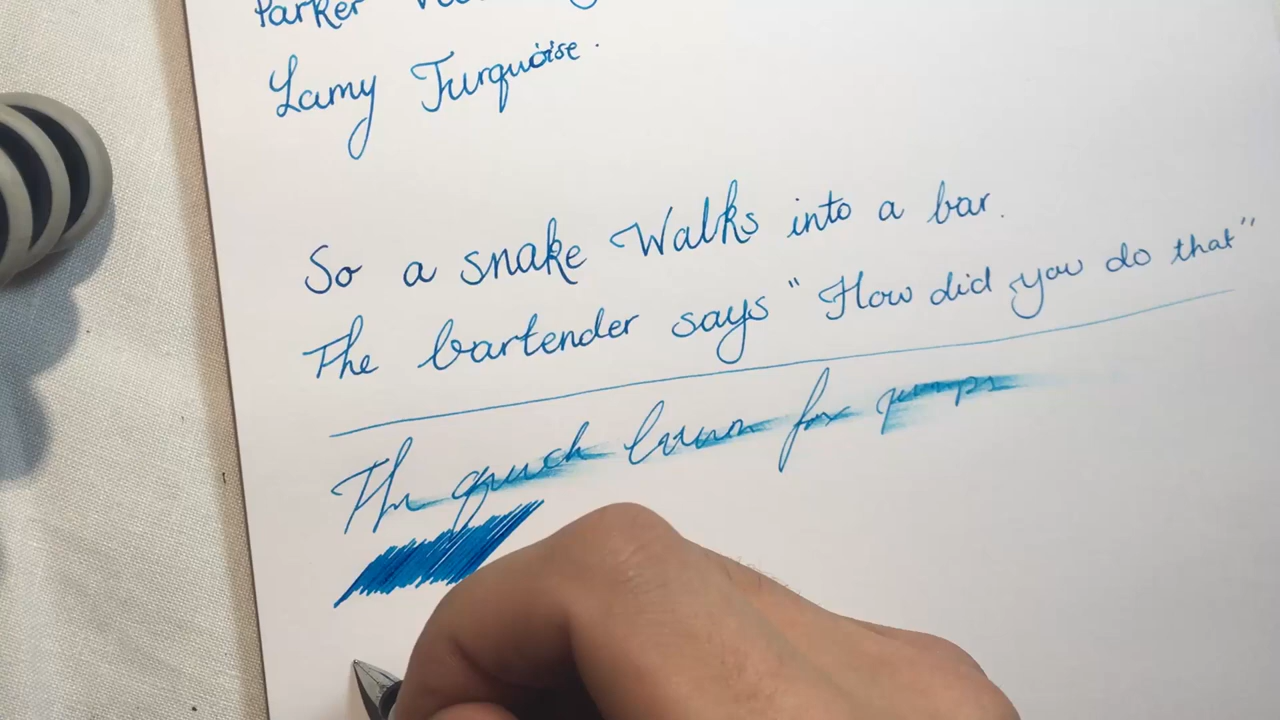 Parker
Lamy Turquoise.
So a snake Walks into a bar.
The bartender says "How did you do that"
The quick brown fox jumps